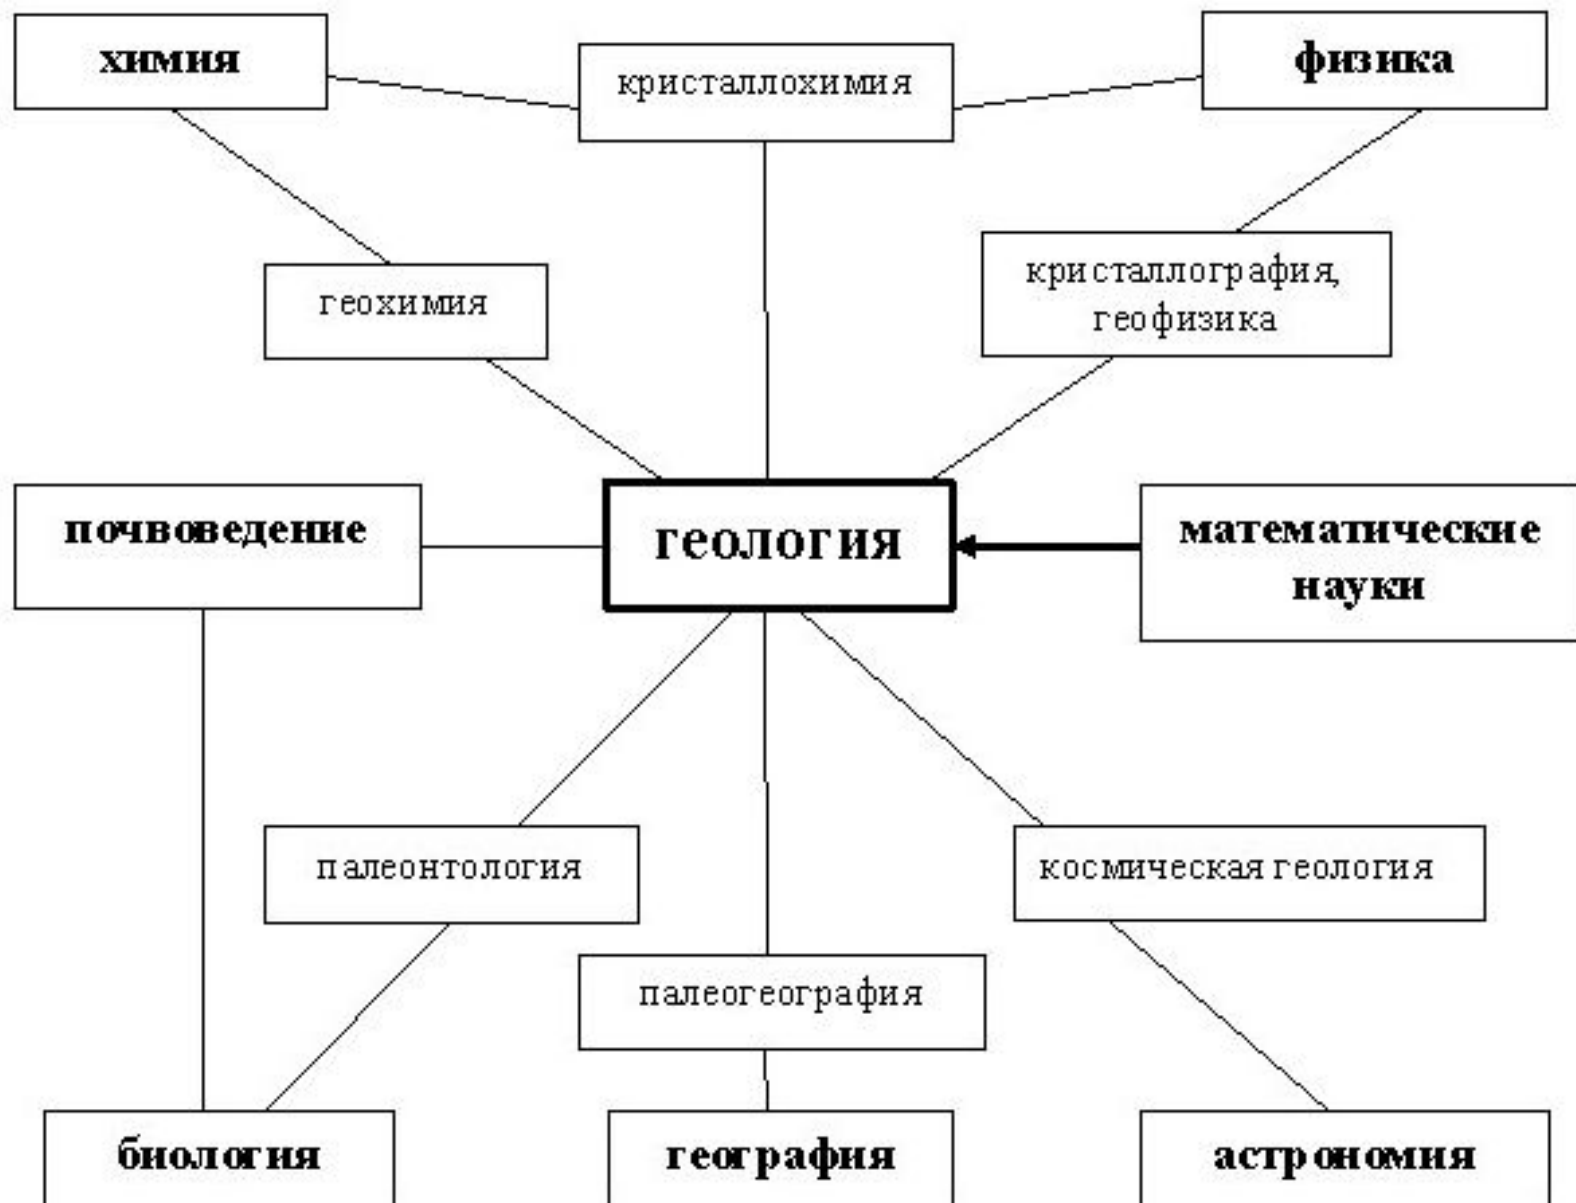 химия
кристаллохимия
физика
геохимия
кристаллография,
геофизика
почвоведение
геология
математические
науки
палеонтология
космическая геология
палеогеография
биология
география
астрономия